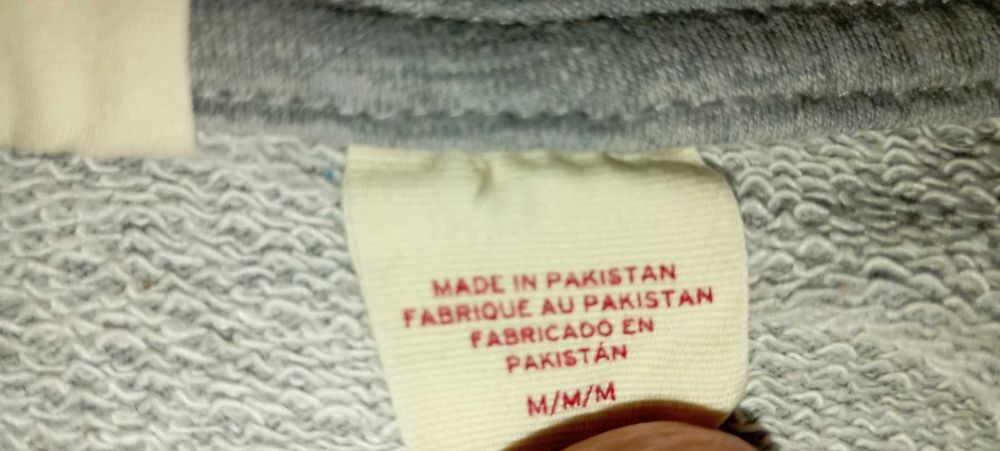 MADE IN PAKISTAN
FABRIQUE AU PAKISTAN
FABRICADO EN
PAKISTÁN
M/M/M